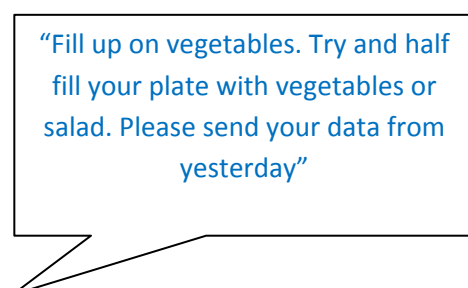 “Fill up on vegetables. Try and half
fill your plate with vegetables or
salad. Please send your data from
yesterday”